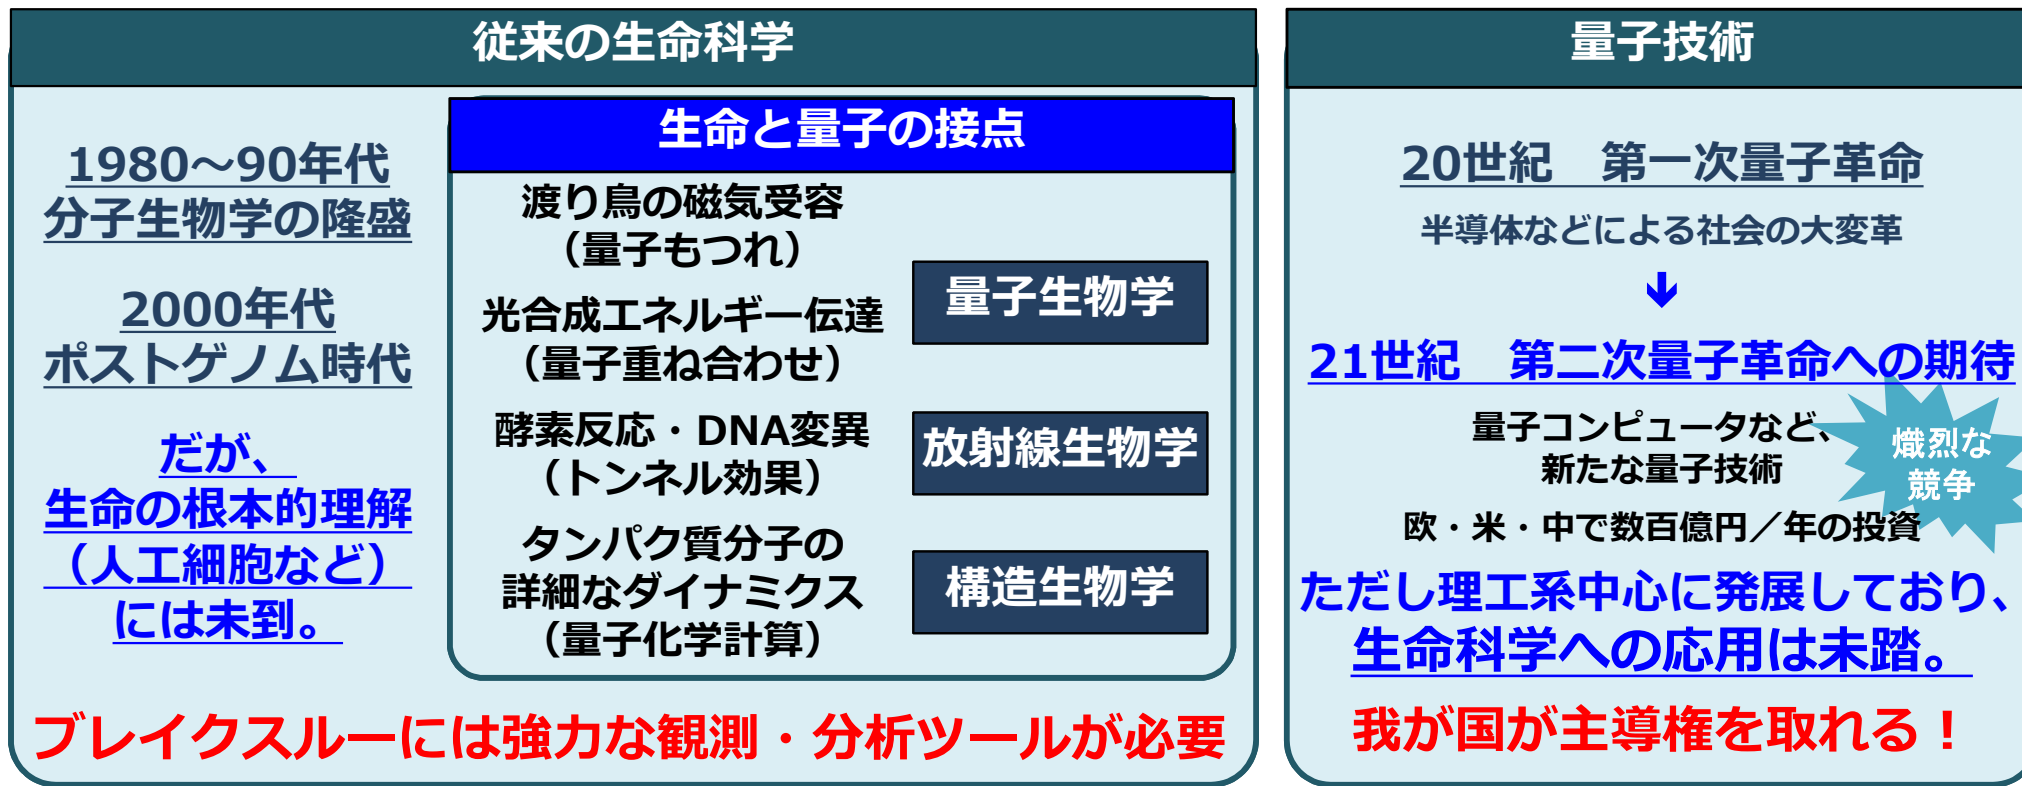 従来の生命科学
1980～90年代
分子生物学の隆盛
2000年代
ポストゲノム時代
だが、
生命の根本的理解
（人工細胞など）
には未到。
生命と量子の接点
渡り鳥の磁気受容
（量子もつれ）
光合成エネルギー伝達
（量子重ね合わせ）
酵素反応・DNA変異
（トンネル効果）
タンパク質分子の
詳細なダイナミクス
（量子化学計算）
量子生物学
放射線生物学
構造生物学
ブレイクスルーには強力な観測・分析ツールが必要
量子技術
20世紀　第一次量子革命
半導体などによる社会の大変革
↓
21世紀　第二次量子革命への期待
量子コンピュータなど、
新たな量子技術
熾烈な
競争
欧・米・中で数百億円／年の投資
ただし理工系中心に発展しており、
生命科学への応用は未踏。
我が国が主導権を取れる！